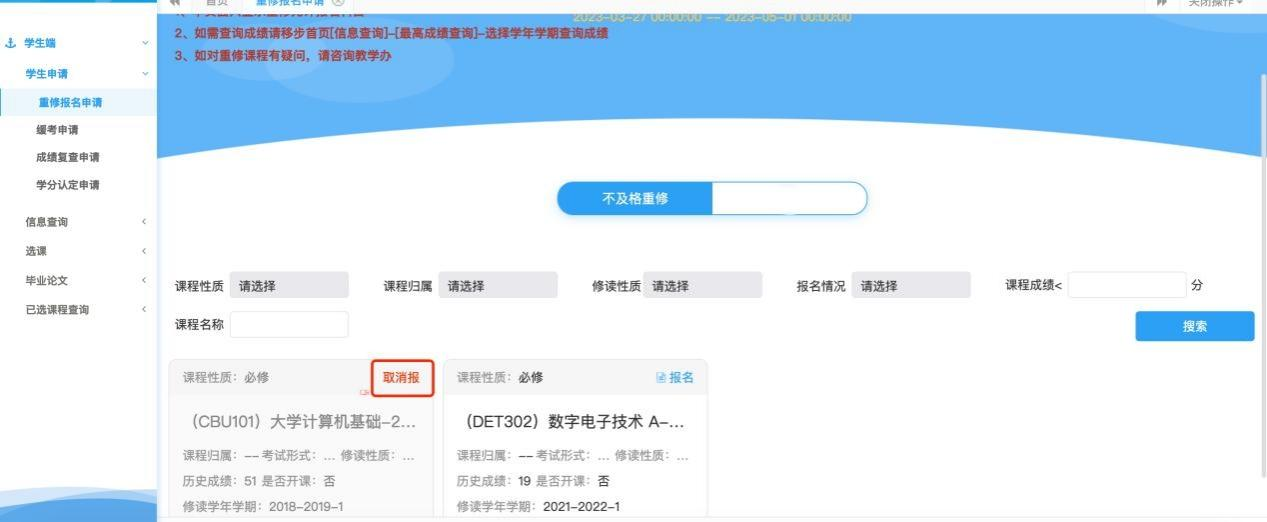 首页 重修报名申请 关闭操作
2023-03-27 00:00:00 -- 2023-05-01 00:00:00
2、如需查询成绩请移步首页[信息查询]-[最高成绩查询]-选择学年学期查询成绩
3、如对重修课程有疑问，请咨询教学办
学生端
学生申请
重修报名申请
缓考申请
成绩复查申请
学分认定申请
信息查询
选课
毕业论文
已选课程查询
不及格重修
课程性质 请选择 课程归属 请选择 修读性质 请选择 报名情况 请选择 课程成绩< 分
课程名称 搜索
课程性质：必修 取消报
（CBU101）大学计算机基础-2...
课程归属：-- 考试形式：... 修读性质：...
历史成绩：51 是否开课：否
修读学年学期：2018-2019-1
课程性质：必修 报名
（DET302）数字电子技术 A-...
课程归属：-- 考试形式：... 修读性质：...
历史成绩：19 是否开课：否
修读学年学期：2021-2022-1